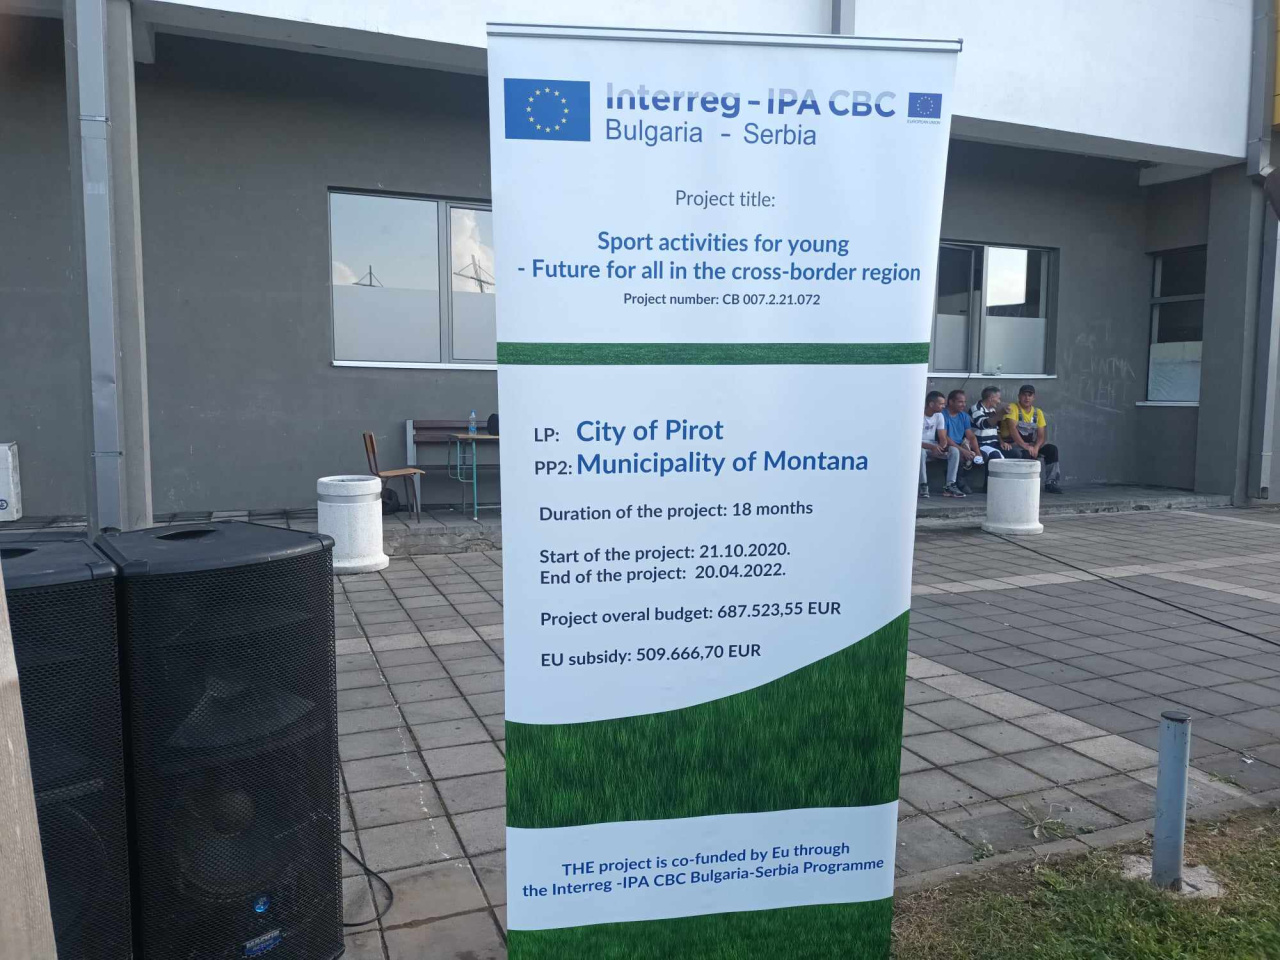 Interreg - IPA CBC
Bulgaria - Serbia
EUROPEAN UNION
Project title:
Sport activities for young
- Future for all in the cross-border region
Project number: CB 007.2.21.072
LP: City of Pirot
PP2: Municipality of Montana
Duration of the project: 18 months
Start of the project: 21.10.2020.
End of the project: 20.04.2022.
Project overal budget: 687.523,55 EUR
EU subsidy: 509.666,70 EUR
THE project is co-funded by Eu through
the Interreg -IPA CBC Bulgaria-Serbia Programme